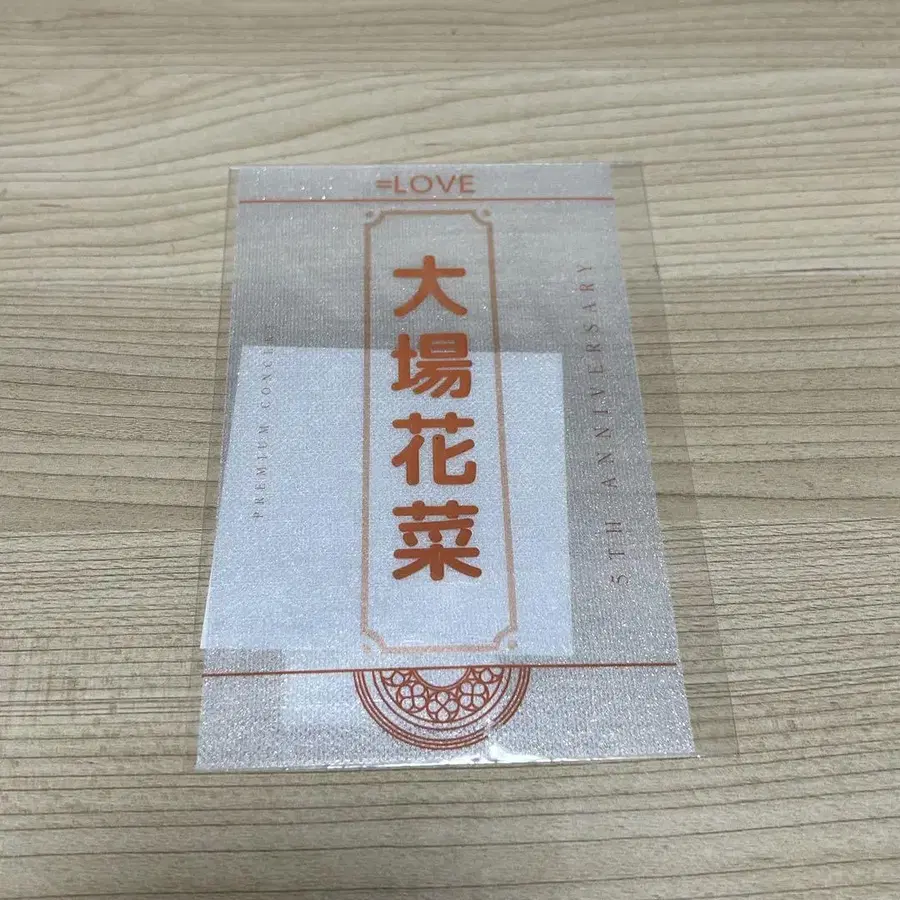 =LOVE
大場花菜
PREMIUM CONCERT
5TH ANNIVERSARY